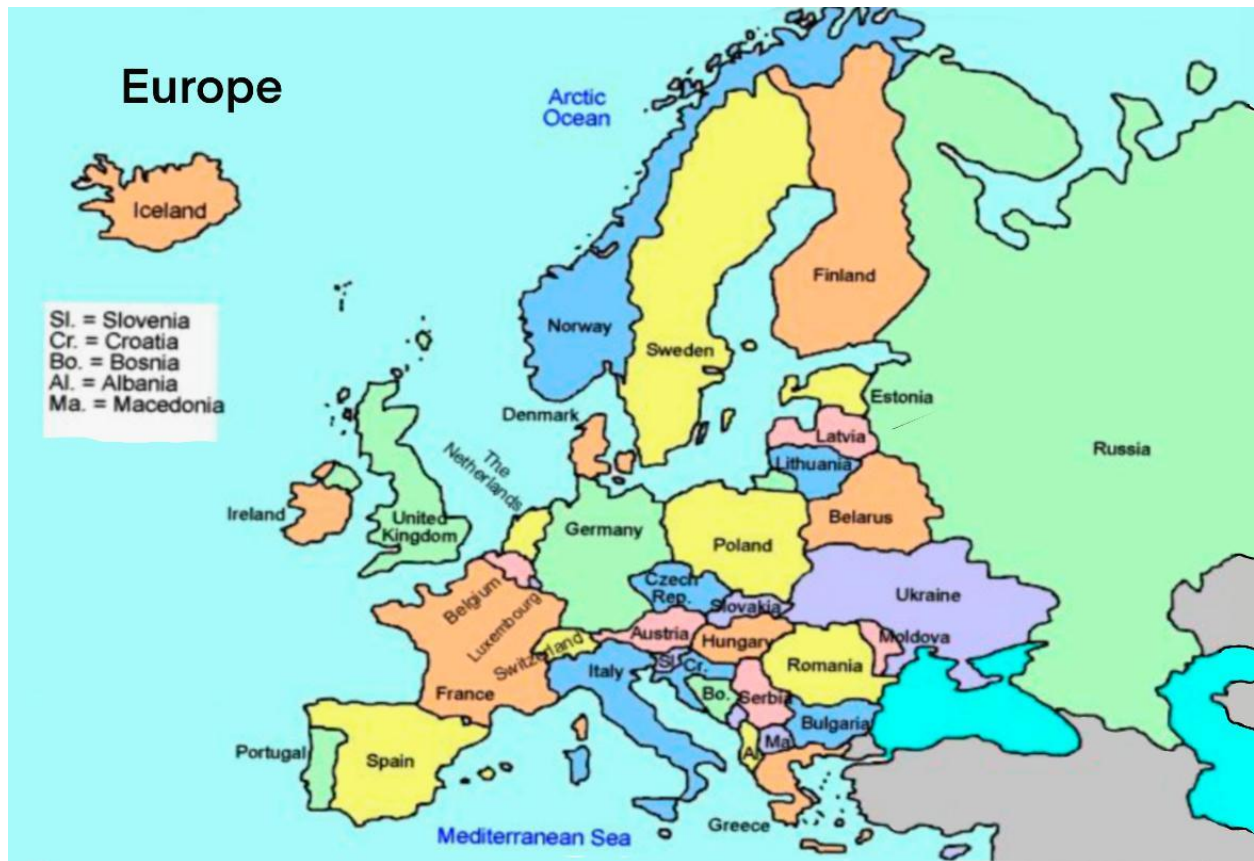 Europe
Arctic
Ocean
Iceland
Sl. = Slovenia
Cr. = Croatia
Bo. = Bosnia
Al. = Albania
Ma. = Macedonia
Finland
Norway
Sweden
Estonia
Denmark
Latvia
Russia
The
Netherlands
Lithuania
Ireland
United
Kingdom
Germany
Belarus
Poland
Belgium
Luxembourg
Czech
Rep.
Slovakia
Ukraine
Switzerland
Austria
Hungary
Moldova
France
Italy
Sl.
Cr.
Romania
Bo.
Serbia
Bulgaria
Portugal
Spain
Al
Ma
Greece
Mediterranean Sea